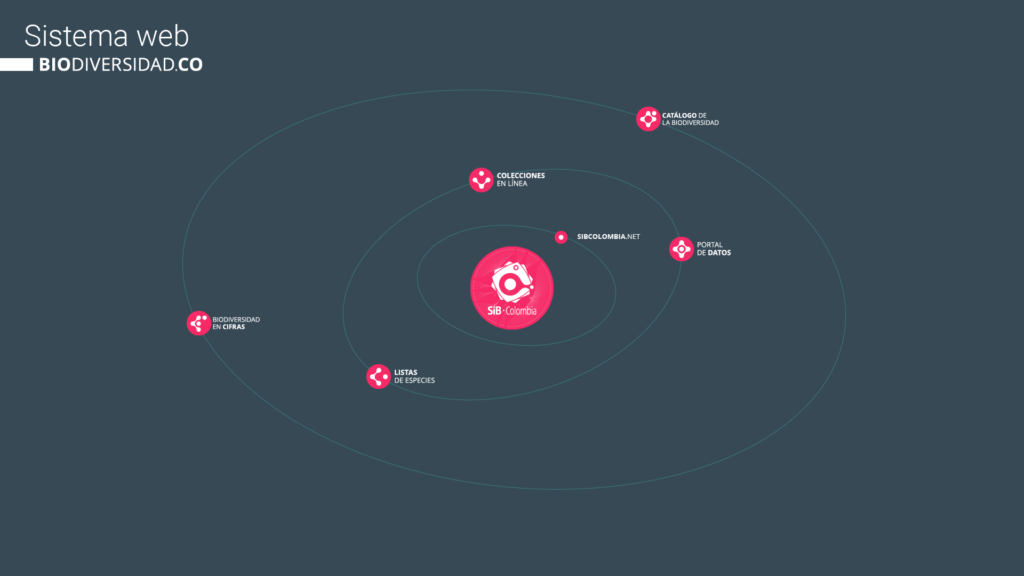 Sistema web
BIODIVERSIDAD.CO
CATÁLOGO DE
LA BIODIVERSIDAD
COLECCIONES
EN LÍNEA
SIBCOLOMBIA.NET
PORTAL
DE DATOS
SiB·Colombia
BIODIVERSIDAD
EN CIFRAS
LISTAS
DE ESPECIES